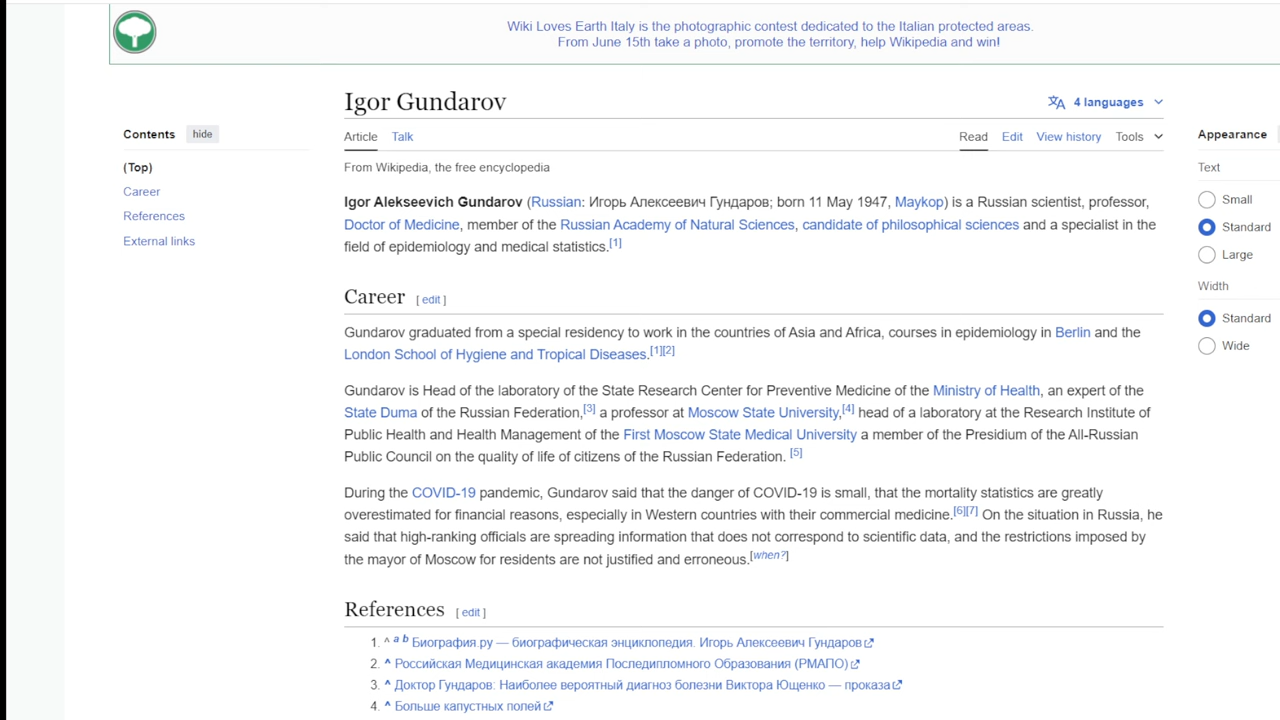 Wiki Loves Earth Italy is the photographic contest dedicated to the Italian protected areas.
From June 15th take a photo, promote the territory, help Wikipedia and win!
Igor Gundarov
4 languages
Contents hide
(Top)
Career
References
External links
Article Talk
Read Edit View history Tools
From Wikipedia, the free encyclopedia
Igor Alekseevich Gundarov (Russian: Игорь Алексеевич Гундаров; born 11 May 1947, Maykop) is a Russian scientist, professor,
Doctor of Medicine, member of the Russian Academy of Natural Sciences, candidate of philosophical sciences and a specialist in the
field of epidemiology and medical statistics.[1]
Career [ edit ]
Gundarov graduated from a special residency to work in the countries of Asia and Africa, courses in epidemiology in Berlin and the
London School of Hygiene and Tropical Diseases.[1][2]
Gundarov is Head of the laboratory of the State Research Center for Preventive Medicine of the Ministry of Health, an expert of the
State Duma of the Russian Federation,[3] a professor at Moscow State University,[4] head of a laboratory at the Research Institute of
Public Health and Health Management of the First Moscow State Medical University a member of the Presidium of the All-Russian
Public Council on the quality of life of citizens of the Russian Federation. [5]
During the COVID-19 pandemic, Gundarov said that the danger of COVID-19 is small, that the mortality statistics are greatly
overestimated for financial reasons, especially in Western countries with their commercial medicine.[6][7] On the situation in Russia, he
said that high-ranking officials are spreading information that does not correspond to scientific data, and the restrictions imposed by
the mayor of Moscow for residents are not justified and erroneous.[when?]
References [ edit ]
1. ^ a b Биография.ру — биографическая энциклопедия. Игорь Алексеевич Гундаров
2. ^ Российская Медицинская академия Последипломного Образования (РМАПО)
3. ^ Доктор Гундаров: Наиболее вероятный диагноз болезни Виктора Ющенко — проказа
4. ^ Больше капустных полей
Appearance
Text
Small
Standard
Large
Width
Standard
Wide